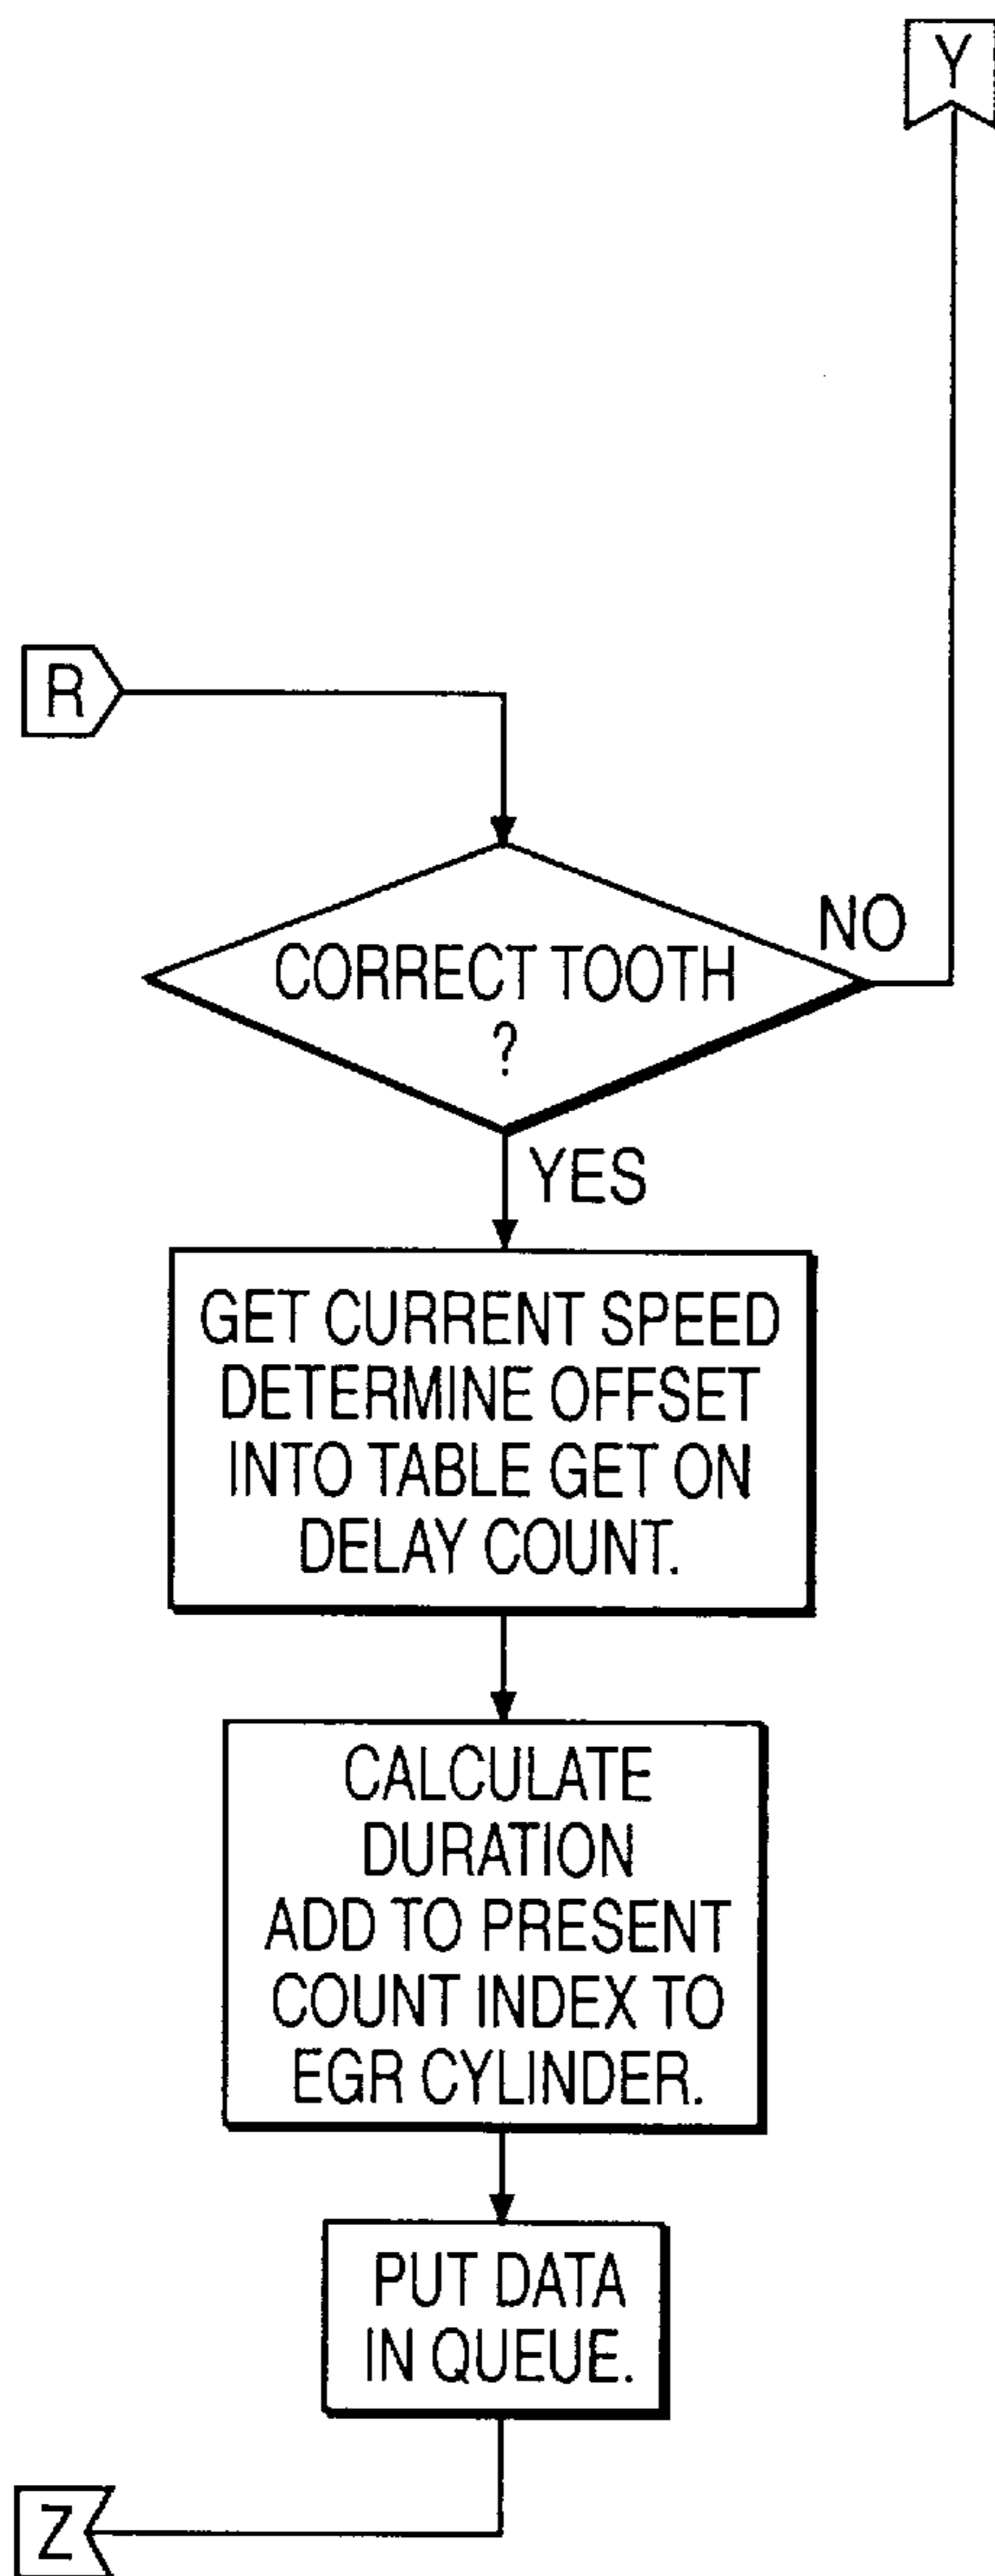 Y
R
NO
CORRECT TOOTH
?
YES
GET CURRENT SPEED
DETERMINE OFFSET
INTO TABLE GET ON
DELAY COUNT.
CALCULATE
DURATION
ADD TO PRESENT
COUNT INDEX TO
EGR CYLINDER.
PUT DATA
IN QUEUE.
Z